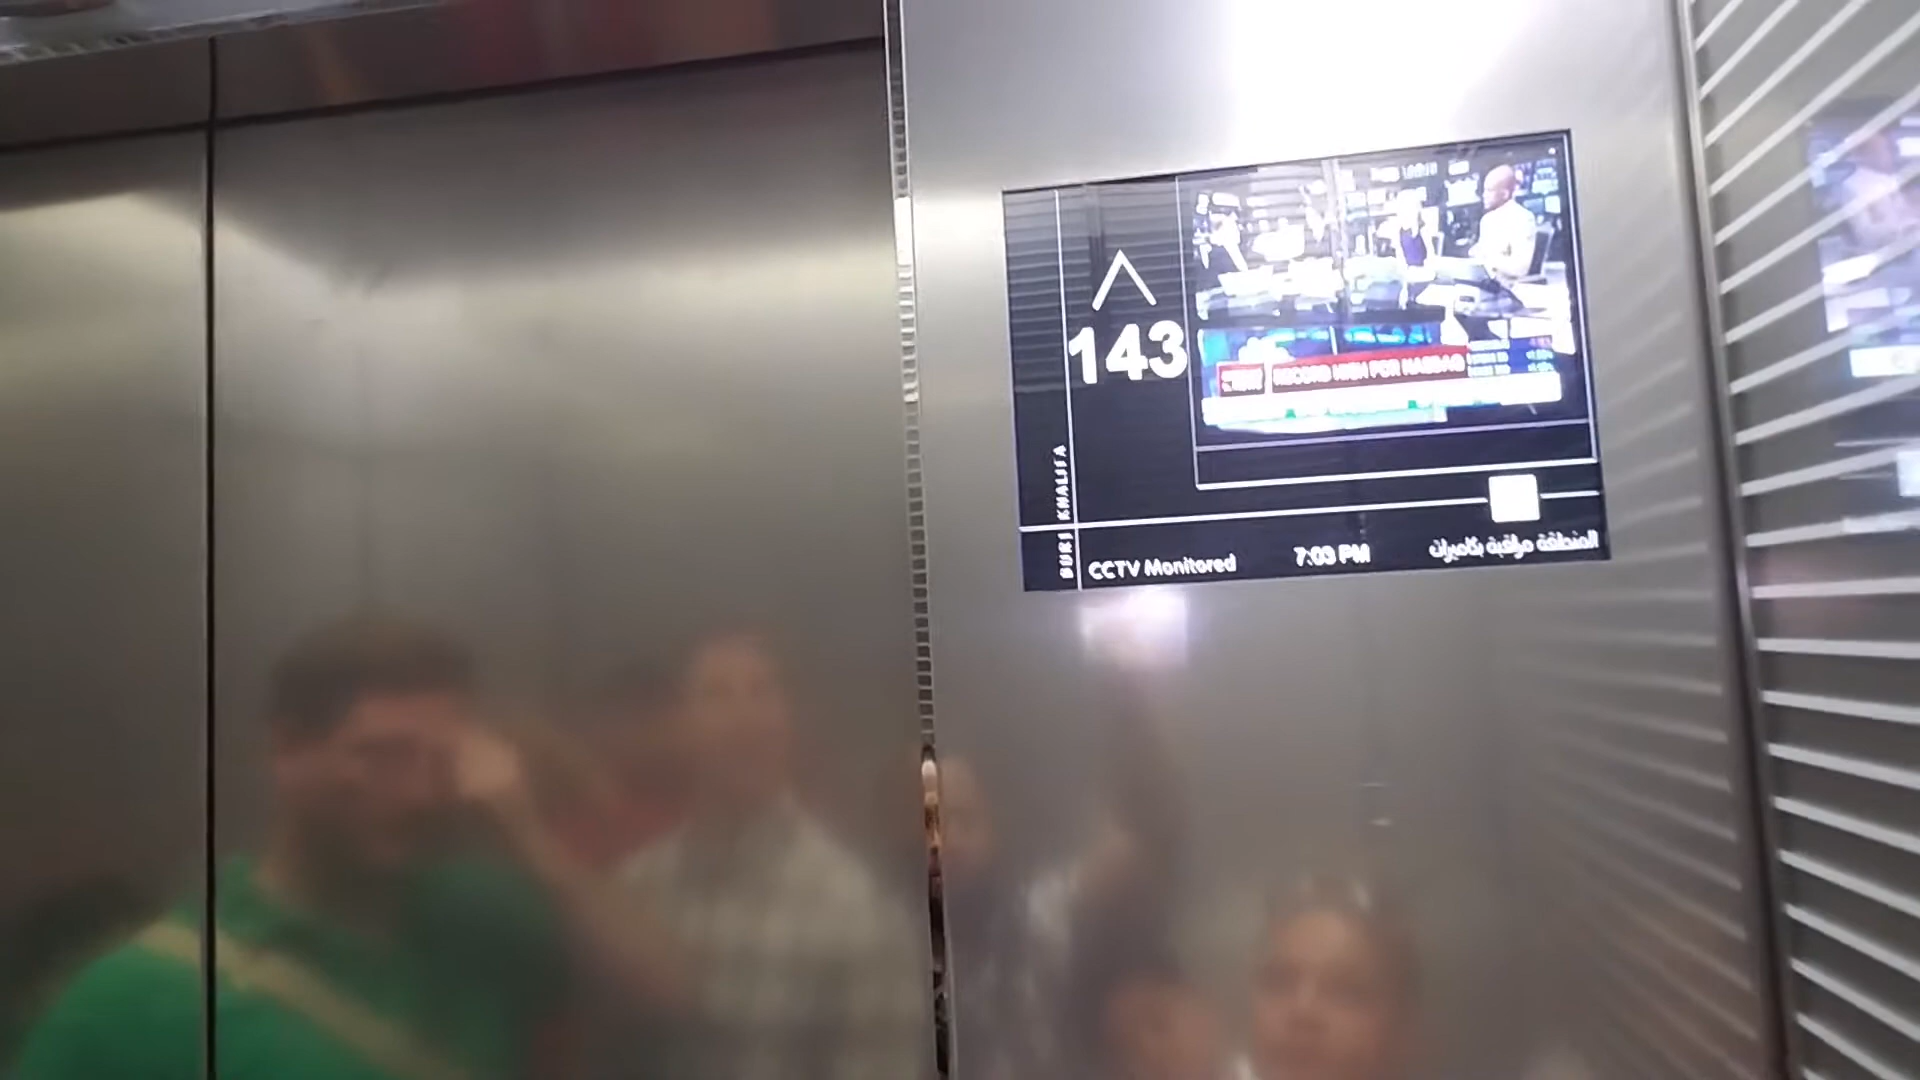 143
RECORD HIGH FOR NASDAQ
BURJ KHALIFA
CCTV Monitored
7:03 PM
المنطقة مراقبة بكاميرات